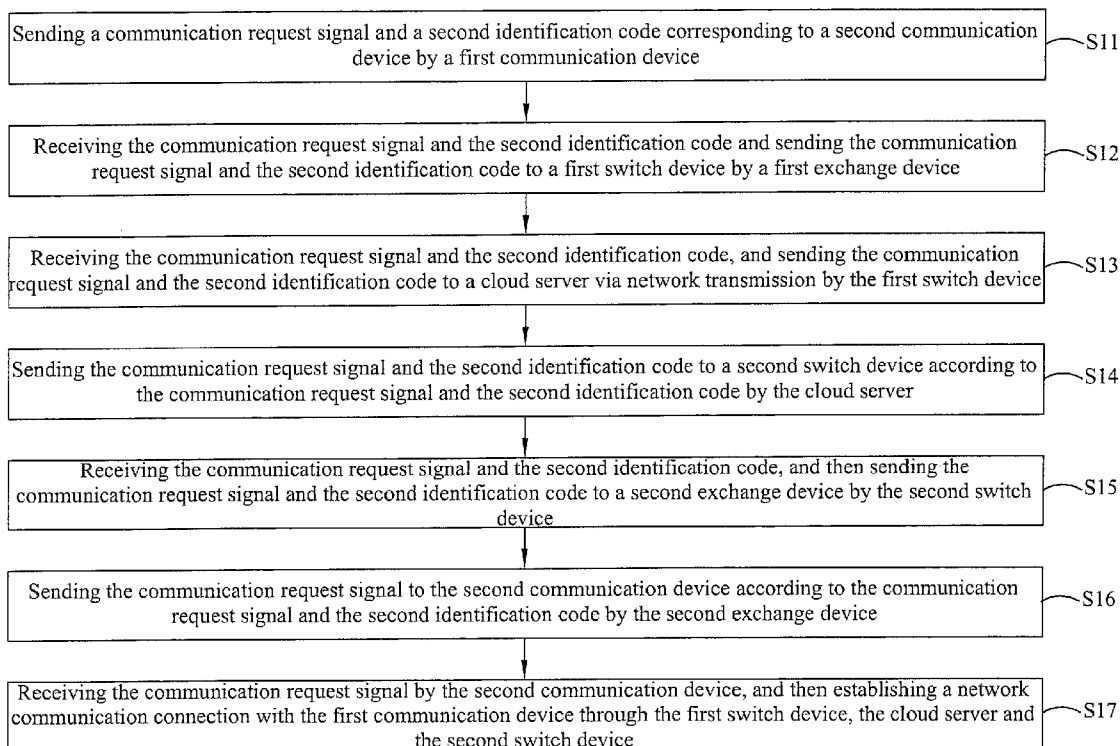 Sending a communication request signal and a second identification code corresponding to a second communication
device by a first communication device
S11
Receiving the communication request signal and the second identification code and sending the communication
request signal and the second identification code to a first switch device by a first exchange device
S12
Receiving the communication request signal and the second identification code, and sending the communication
request signal and the second identification code to a cloud server via network transmission by the first switch device
S13
Sending the communication request signal and the second identification code to a second switch device according to
the communication request signal and the second identification code by the cloud server
S14
Receiving the communication request signal and the second identification code, and then sending the
communication request signal and the second identification code to a second exchange device by the second switch
device
S15
Sending the communication request signal to the second communication device according to the communication
request signal and the second identification code by the second exchange device
S16
Receiving the communication request signal by the second communication device, and then establishing a network
communication connection with the first communication device through the first switch device, the cloud server and
the second switch device
S17